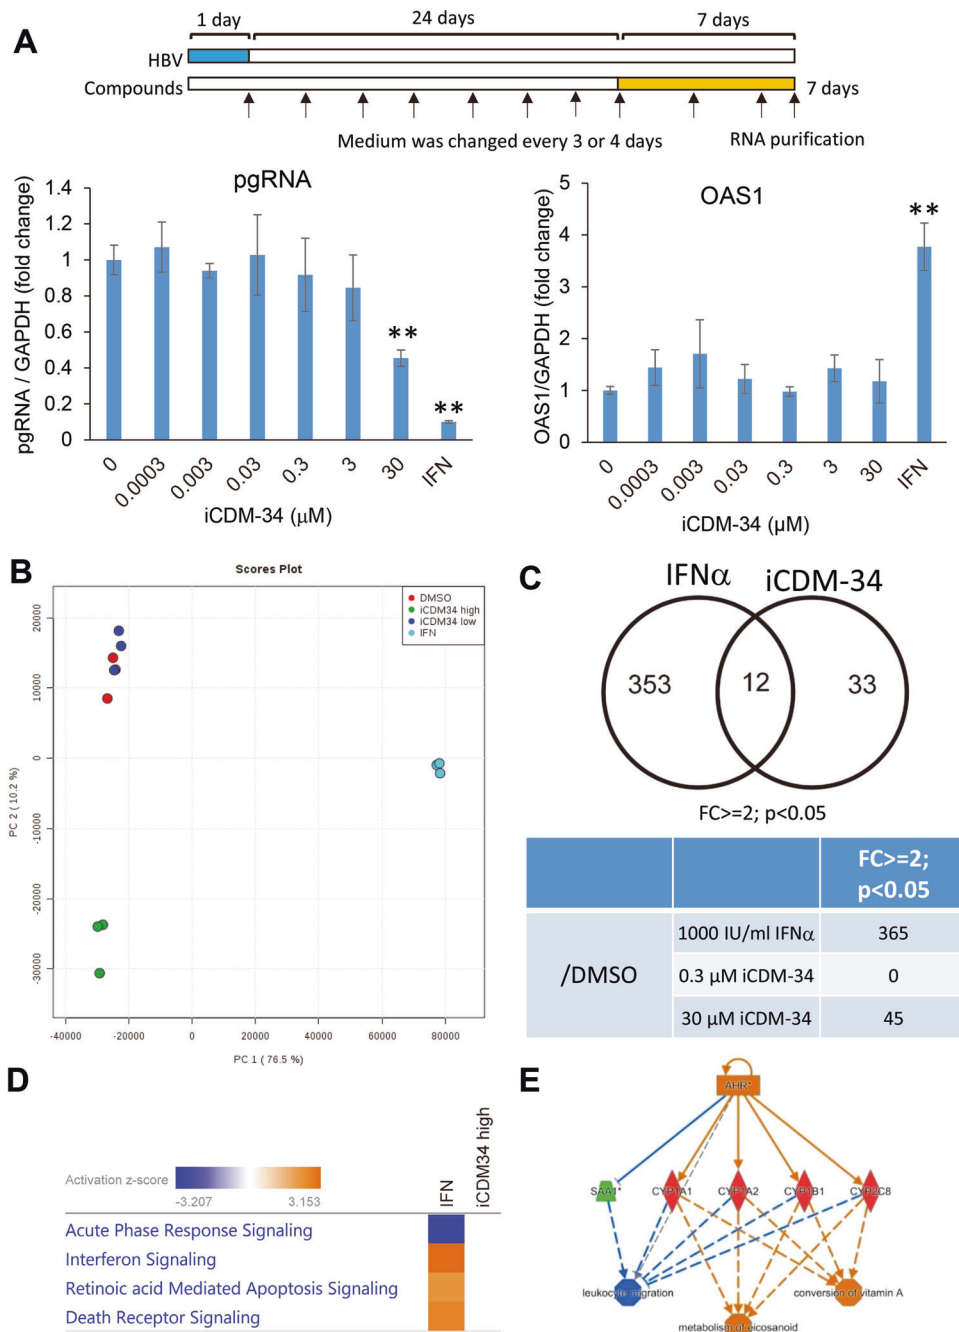 A
1 day 24 days 7 days
HBV
Compounds 7 days
Medium was changed every 3 or 4 days RNA purification
pgRNA
pgRNA / GAPDH (fold change)
1.4
1.2
1
0.8
0.6
0.4
0.2
0
**
**
0 0.0003 0.003 0.03 0.3 3 30 IFN
iCDM-34 (μM)
OAS1
OAS1/GAPDH (fold change)
5
4
3
2
1
0
**
0 0.0003 0.003 0.03 0.3 3 30 IFN
iCDM-34 (μM)
B
Scores Plot
DMSO
iCDM34 high
iCDM34 low
IFN
PC 2 ( 10.2 %)
20000
10000
0
-10000
-20000
-30000
-40000 -20000 0 20000 40000 60000 80000
PC 1 ( 76.5 %)
C
IFNα iCDM-34
353 12 33
FC>=2; p<0.05
FC>=2;
p<0.05
/DMSO
1000 IU/ml IFNα 365
0.3 μM iCDM-34 0
30 μM iCDM-34 45
D
Activation z-score
-3.207 3.153
IFN
iCDM34 high
Acute Phase Response Signaling
Interferon Signaling
Retinoic acid Mediated Apoptosis Signaling
Death Receptor Signaling
E
AHR*
SAA1* CYP1A1 CYP1A2 CYP1B1 CYP2C8
leukocyte migration conversion of vitamin A
metabolism of eicosanoid